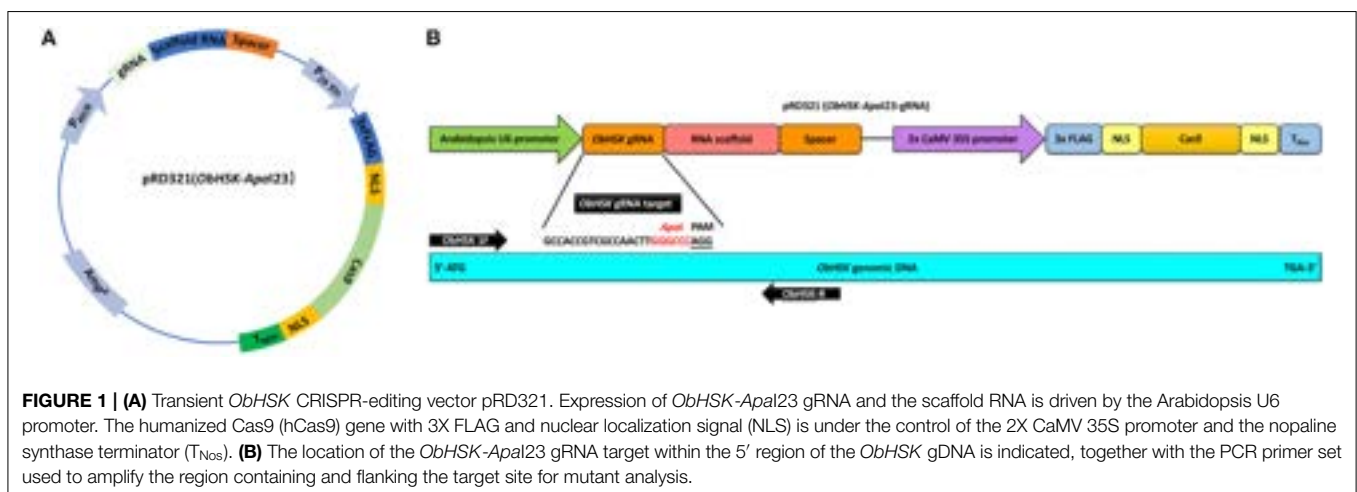 A
B
gRNA
Scaffold RNA
Spacer
3xFLAG
NLS
Cas9
NLS
Amp
pRD321(ObHSK-ApaI23)
pRD321 (ObHSK-ApaI23-gRNA)
Arabidopsis U6 promoter
ObHSK gRNA
RNA scaffold
Spacer
2x CaMV 35S promoter
3x FLAG
NLS
Cas9
NLS
TNos
ObHSK gRNA target
ApaI PAM
GGGCCCAGG
5'-ATG
ObHSK genomic DNA
TGA-3'
FIGURE 1 | (A) Transient ObHSK CRISPR-editing vector pRD321. Expression of ObHSK-ApaI23 gRNA and the scaffold RNA is driven by the Arabidopsis U6
promoter. The humanized Cas9 (hCas9) gene with 3X FLAG and nuclear localization signal (NLS) is under the control of the 2X CaMV 35S promoter and the nopaline
synthase terminator (TNos). (B) The location of the ObHSK-ApaI23 gRNA target within the 5′ region of the ObHSK gDNA is indicated, together with the PCR primer set
used to amplify the region containing and flanking the target site for mutant analysis.